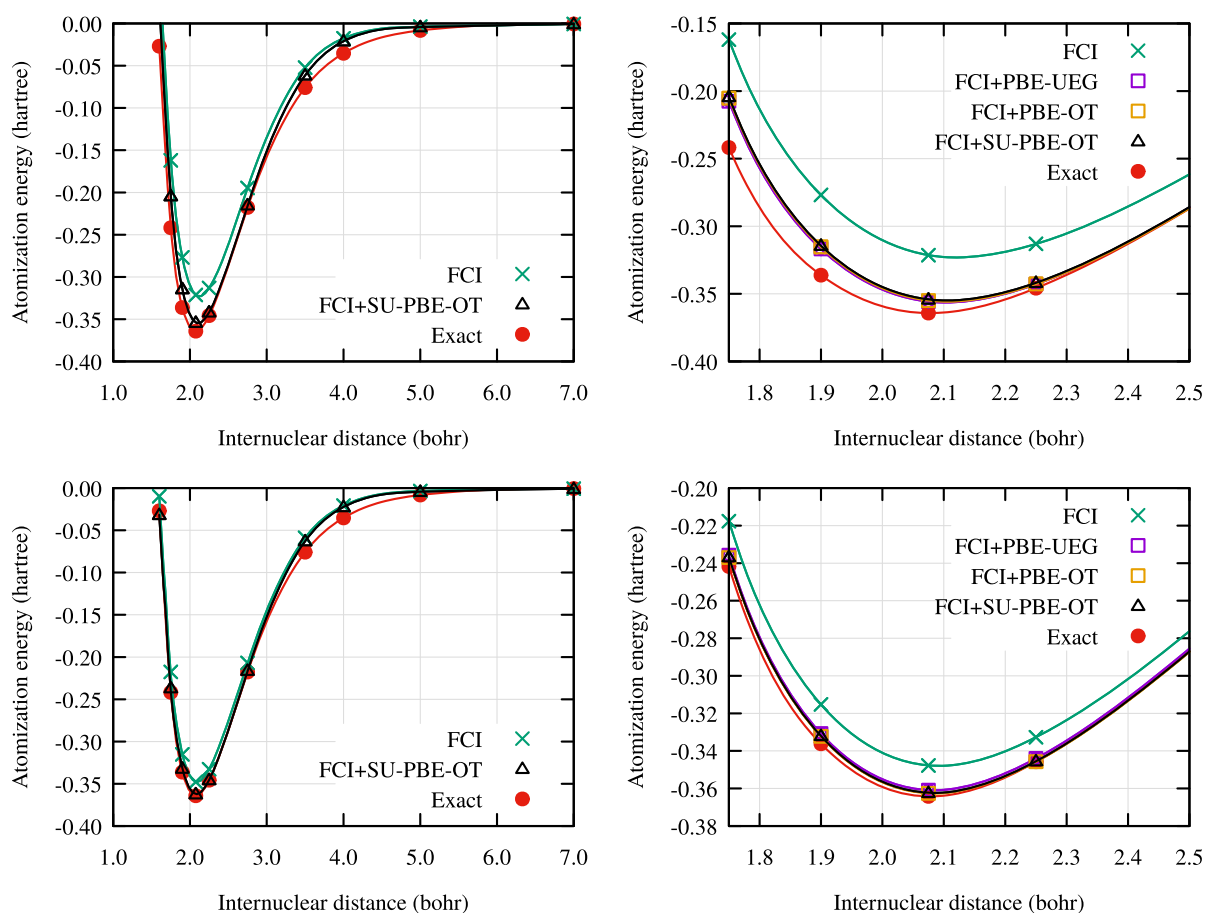 0.00
-0.05
-0.10
-0.15
-0.20
-0.25
-0.30
-0.35
-0.40
Atomization energy (hartree)
FCI
FCI+SU-PBE-OT
Exact
1.0 2.0 3.0 4.0 5.0 6.0 7.0
Internuclear distance (bohr)
-0.15
-0.20
-0.25
-0.30
-0.35
-0.40
Atomization energy (hartree)
FCI
FCI+PBE-UEG
FCI+PBE-OT
FCI+SU-PBE-OT
Exact
1.8 1.9 2.0 2.1 2.2 2.3 2.4 2.5
Internuclear distance (bohr)
0.00
-0.05
-0.10
-0.15
-0.20
-0.25
-0.30
-0.35
-0.40
Atomization energy (hartree)
FCI
FCI+SU-PBE-OT
Exact
1.0 2.0 3.0 4.0 5.0 6.0 7.0
Internuclear distance (bohr)
-0.20
-0.22
-0.24
-0.26
-0.28
-0.30
-0.32
-0.34
-0.36
-0.38
Atomization energy (hartree)
FCI
FCI+PBE-UEG
FCI+PBE-OT
FCI+SU-PBE-OT
Exact
1.8 1.9 2.0 2.1 2.2 2.3 2.4 2.5
Internuclear distance (bohr)